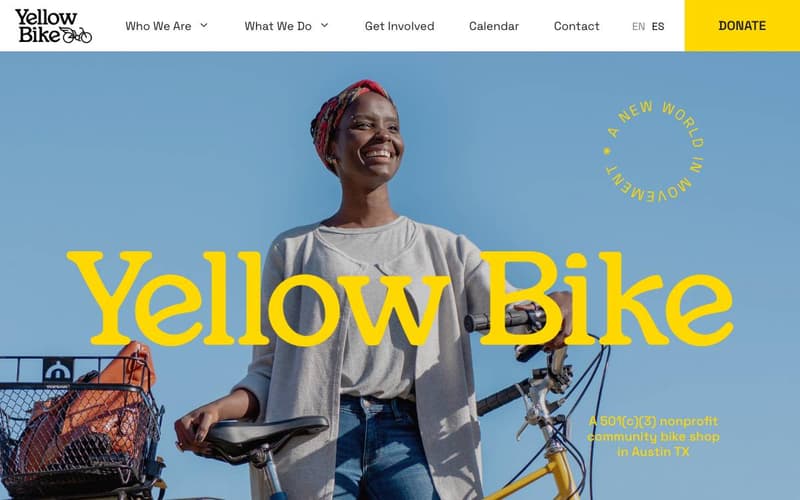 Yellow
Bike
Who We Are
What We Do
Get Involved
Calendar
Contact
EN ES
DONATE
A NEW WORLD IN MOVEMENT *
Yellow Bike
A 501(c)(3) nonprofit
community bike shop
in Austin TX